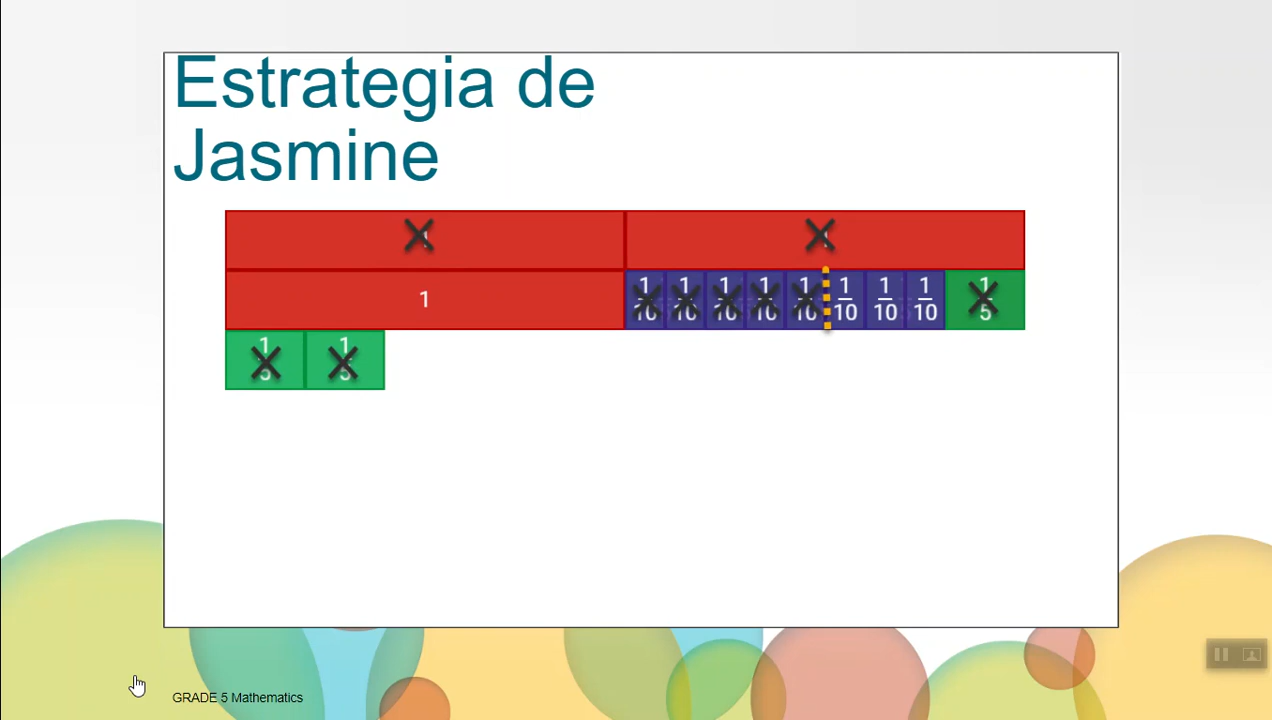 Estrategia de
Jasmine
1 1/10 1/10 1/10 1/10 1/10 1/10 1/10 1/10 1/5
1/5 1/5
GRADE 5 Mathematics